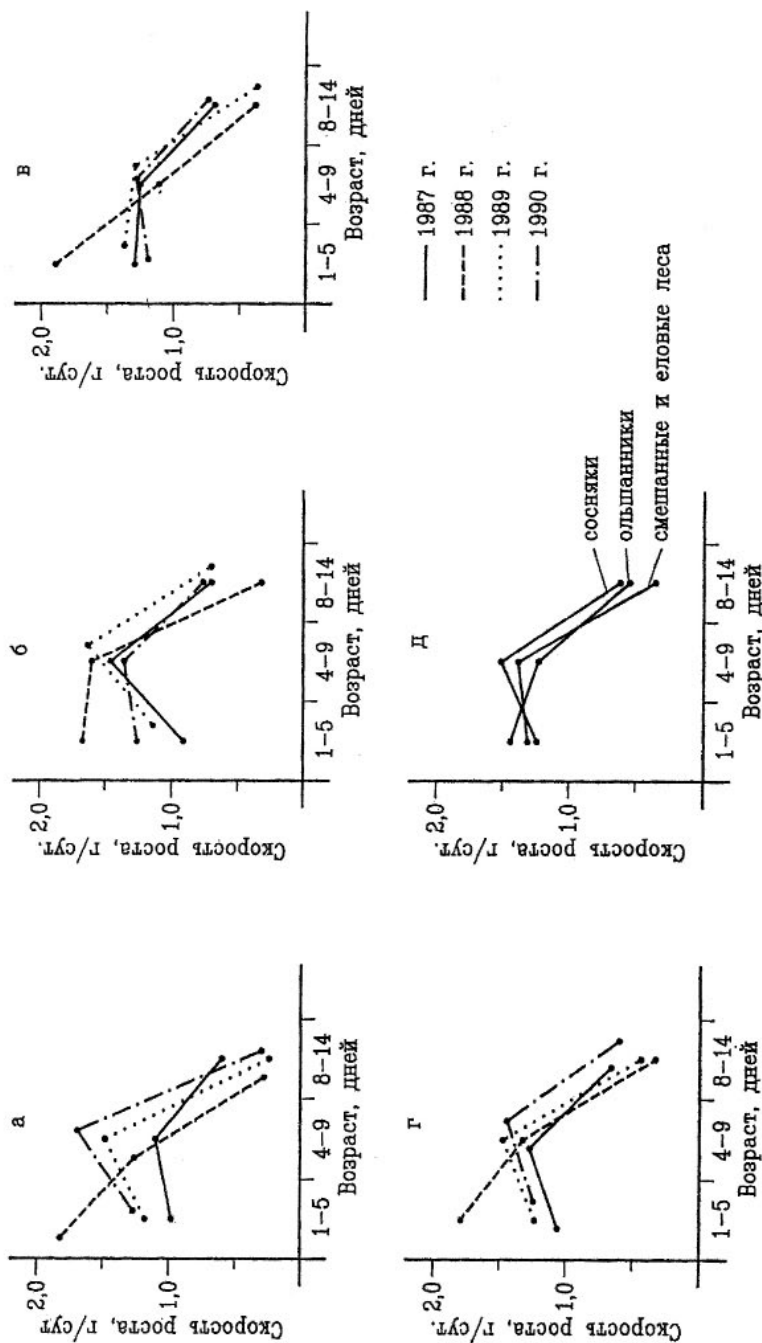 а
Скорость роста, г/сут.
2,0
1,0
1–5 4–9 8–14
Возраст, дней
б
Скорость роста, г/сут.
2,0
1,0
1–5 4–9 8–14
Возраст, дней
в
Скорость роста, г/сут.
2,0
1,0
1–5 4–9 8–14
Возраст, дней
г
Скорость роста, г/сут.
2,0
1,0
1–5 4–9 8–14
Возраст, дней
д
Скорость роста, г/сут.
2,0
1,0
1–5 4–9 8–14
Возраст, дней
сосняки
ольшанники
смешанные и еловые леса
1987 г.
1988 г.
1989 г.
1990 г.